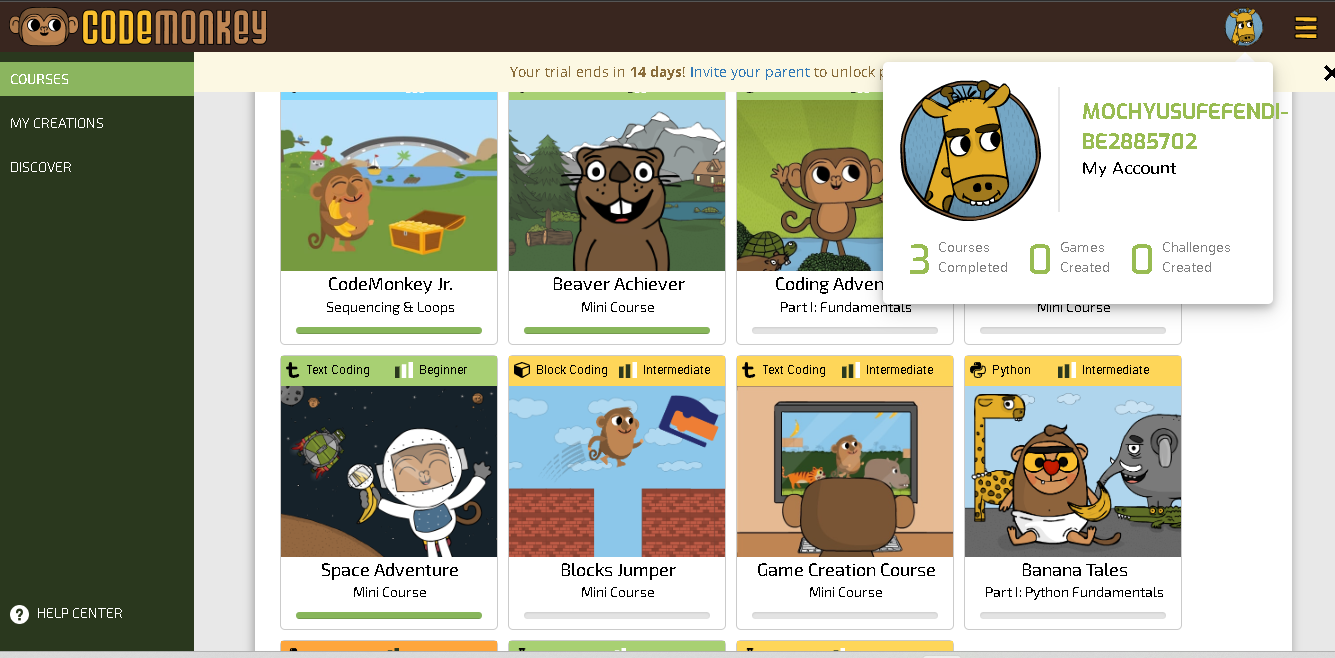 CODEMONKEY
COURSES
MY CREATIONS
DISCOVER
HELP CENTER
Your trial ends in 14 days! Invite your parent to unlock
MOCHYUSUFEFENDI-
BE2885702
My Account
3 Courses Completed
0 Games Created
0 Challenges Created
CodeMonkey Jr.
Sequencing & Loops
Beaver Achiever
Mini Course
Coding Adven
Part I: Fundamentals
Mini Course
Text Coding Beginner
Space Adventure
Mini Course
Block Coding Intermediate
Blocks Jumper
Mini Course
Text Coding Intermediate
Game Creation Course
Mini Course
Python Intermediate
Banana Tales
Part I: Python Fundamentals